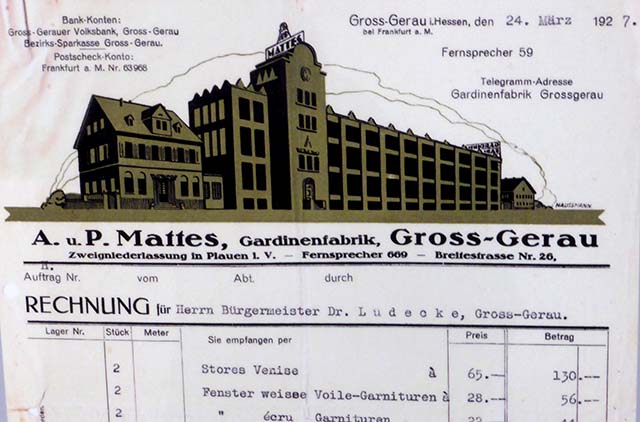 Bank-Konten:
Gross-Gerauer Volksbank, Gross-Gerau
Bezirks-Sparkasse Gross-Gerau.
Postscheck-Konto:
Frankfurt a. M. Nr. 63968
Gross-Gerau i. Hessen, den 24. März 1927.
bei Frankfurt a. M.
Fernsprecher 59
Telegramm-Adresse
Gardinenfabrik Grossgerau
MATTES
HAUSMANN
A. u. P. Mattes, Gardinenfabrik, Gross-Gerau
Zweigniederlassung in Plauen i. V. – Fernsprecher 669 – Breitestrasse Nr. 26,
Auftrag Nr. vom Abt. durch
RECHNUNG für Herrn Bürgermeister Dr. Ludecke, Gross-Gerau.
Lager Nr. Stück Meter Sie empfangen per Preis Betrag
2 Stores Venise à 65.-- 130.--
2 Fenster weisse Voile-Garnituren à 28.-- 56.--
2 " écru Garnituren